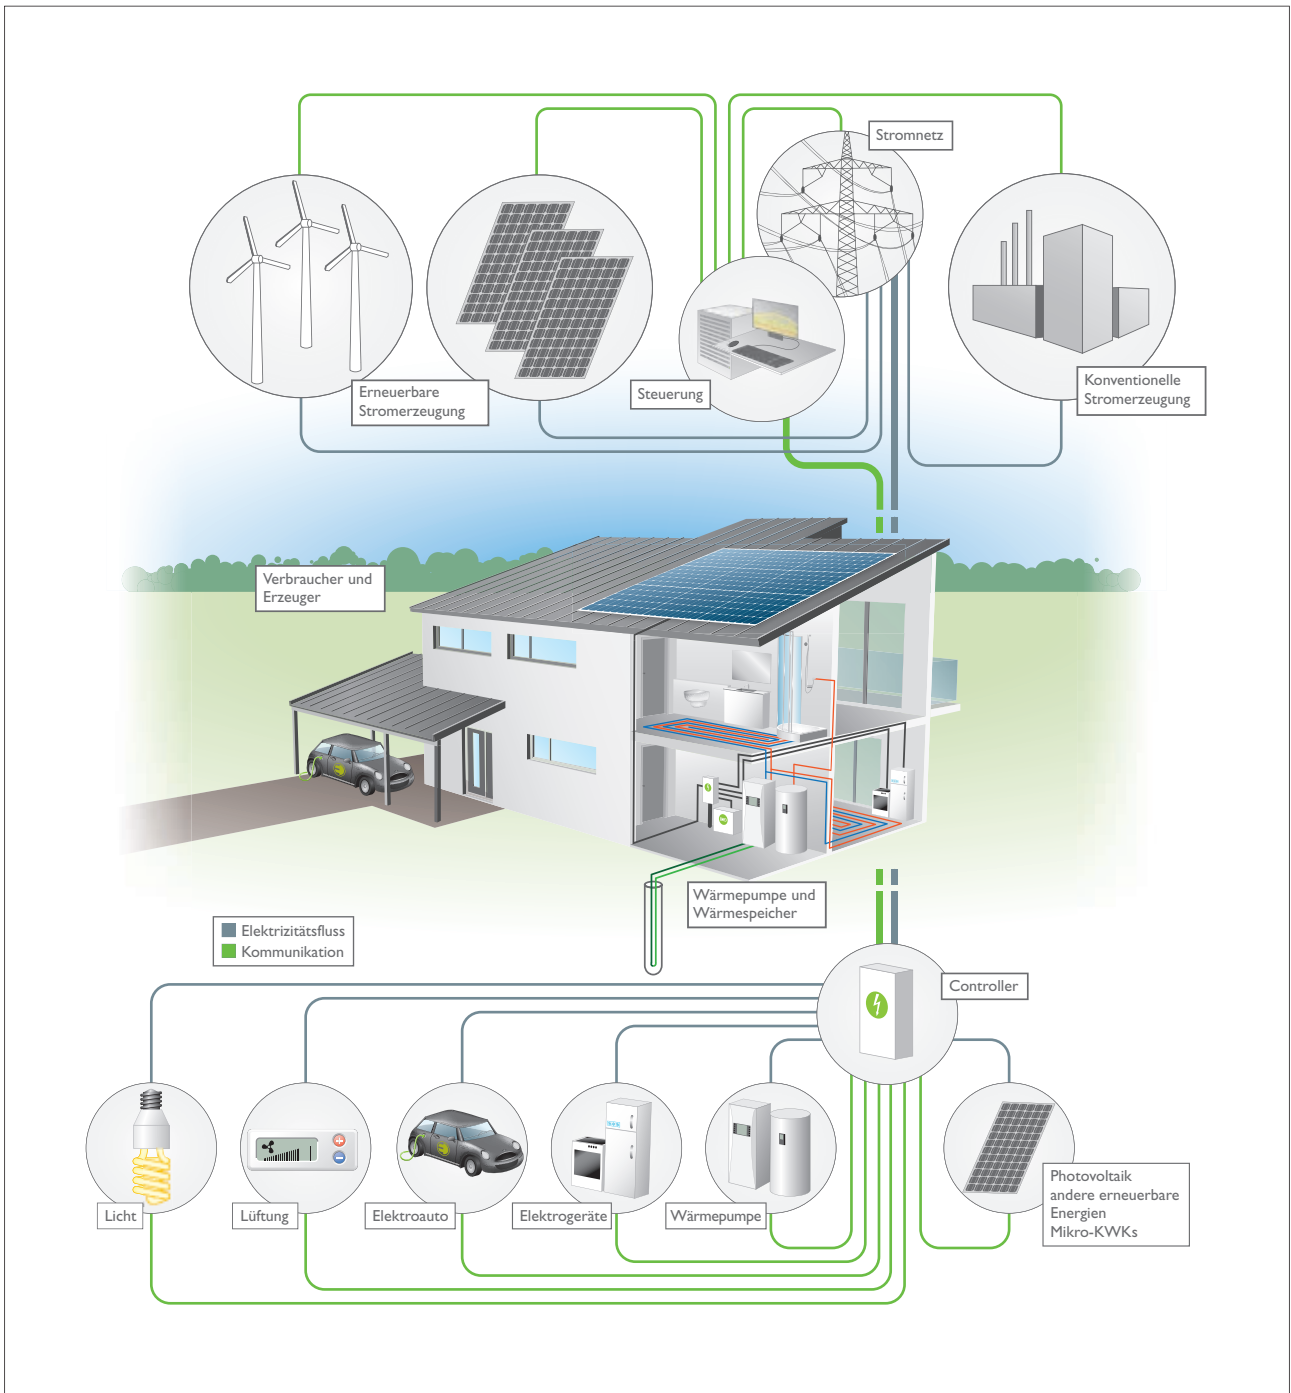 Stromnetz
Erneuerbare
Stromerzeugung
Steuerung
Konventionelle
Stromerzeugung
Verbraucher und
Erzeuger
Wärmepumpe und
Wärmespeicher
Elektrizitätsfluss
Kommunikation
Controller
Licht
Lüftung
Elektroauto
Elektrogeräte
Wärmepumpe
Photovoltaik
andere erneuerbare
Energien
Mikro-KWKs